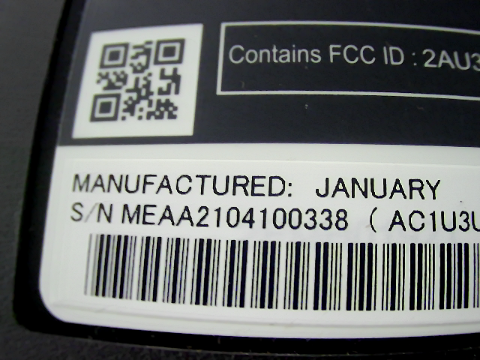 Contains FCC ID : 2AU3
MANUFACTURED: JANUARY
S/N MEAA2104100338 ( AC1U3U